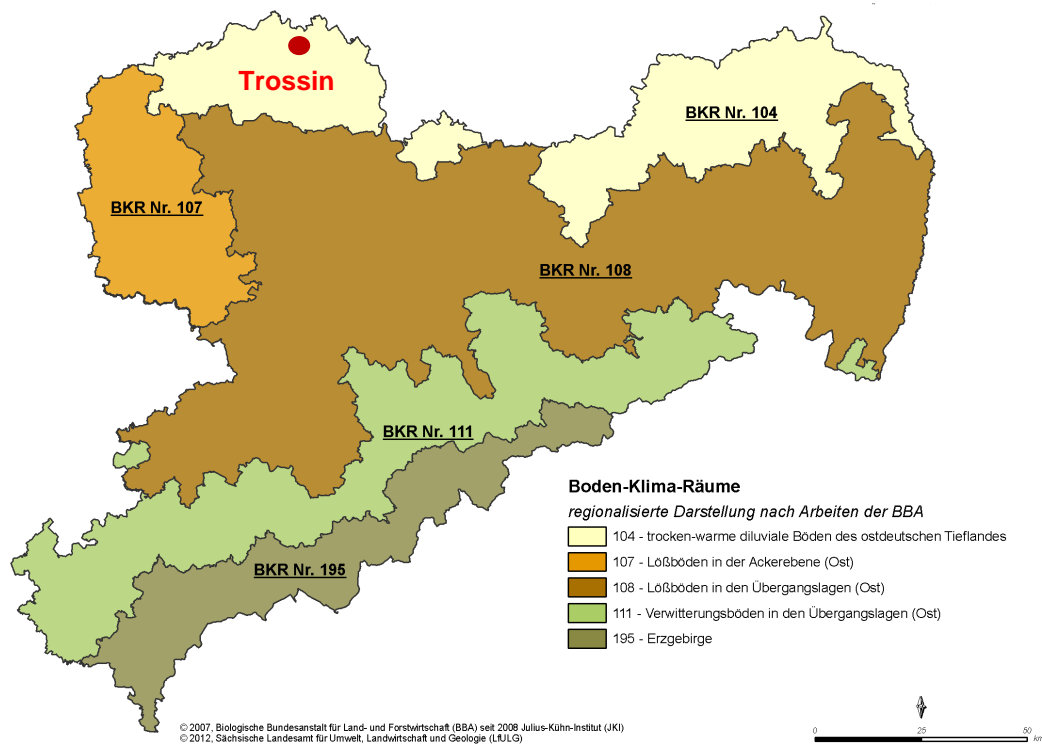 Trossin
BKR Nr. 104
BKR Nr. 107
BKR Nr. 108
BKR Nr. 111
BKR Nr. 195
Boden-Klima-Räume
regionalisierte Darstellung nach Arbeiten der BBA
104 - trocken-warme diluviale Böden des ostdeutschen Tieflandes
107 - Lößböden in der Ackerebene (Ost)
108 - Lößböden in den Übergangslagen (Ost)
111 - Verwitterungsböden in den Übergangslagen (Ost)
195 - Erzgebirge
© 2007, Biologische Bundesanstalt für Land- und Forstwirtschaft (BBA) seit 2008 Julius-Kühn-Institut (JKI)
© 2012, Sächsische Landesamt für Umwelt, Landwirtschaft und Geologie (LfULG)
0 25 50
km